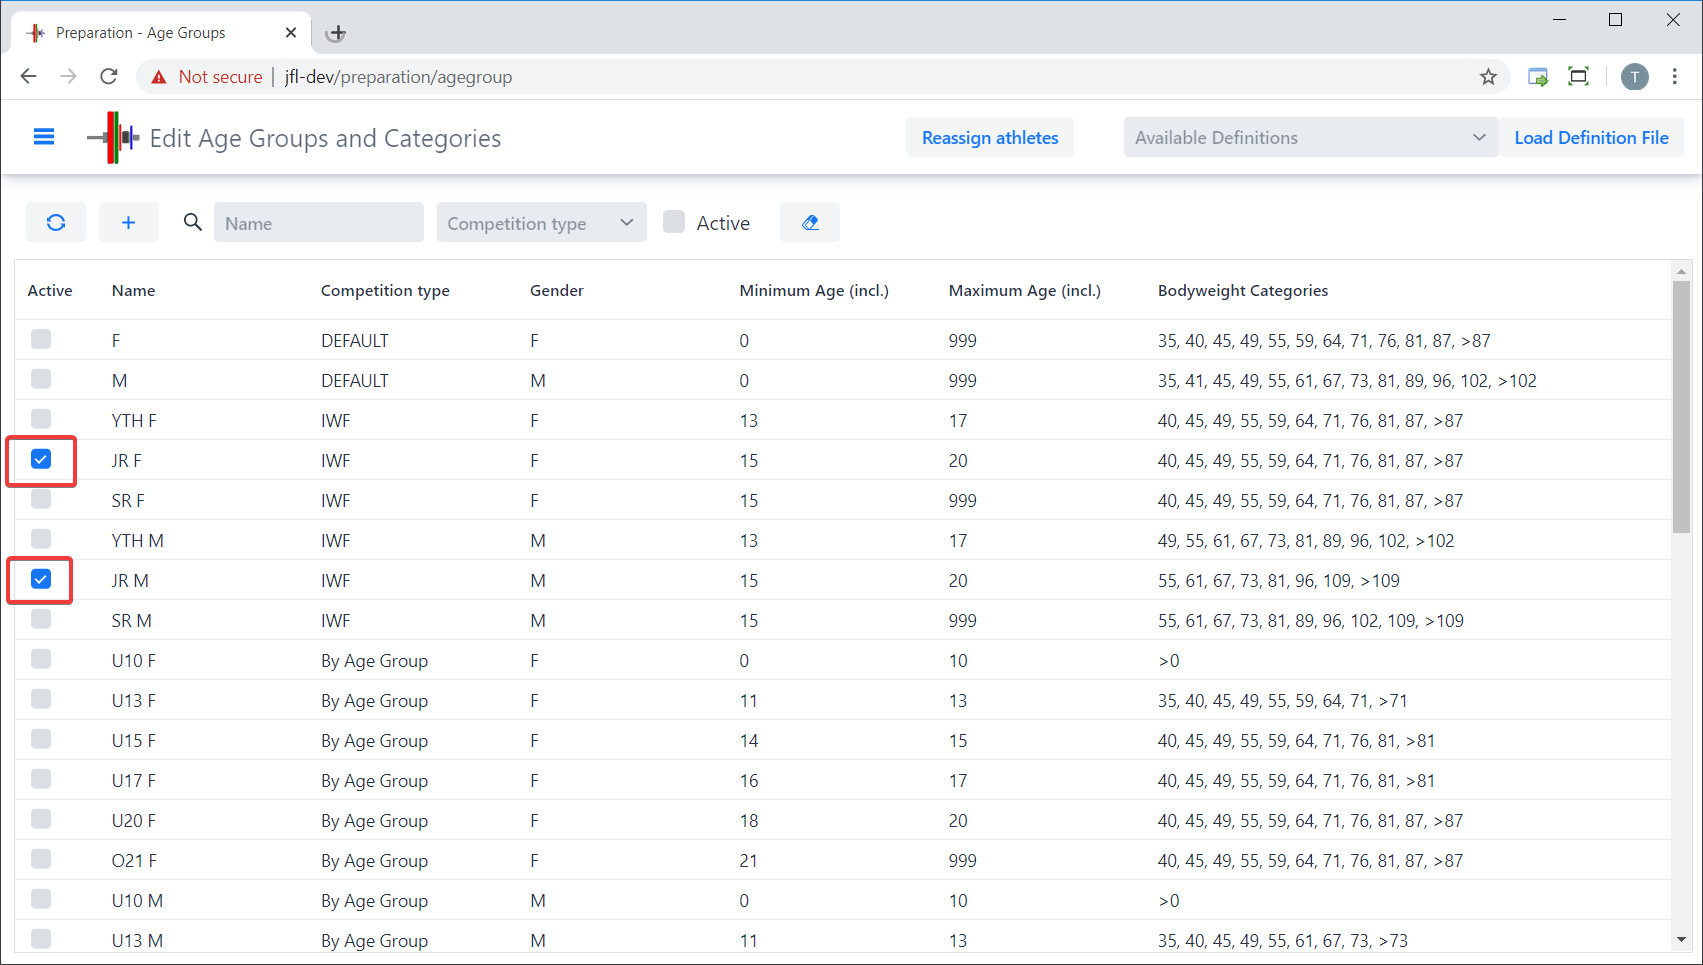 Preparation - Age Groups
Not secure | jfl-dev/preparation/agegroup
T
Edit Age Groups and Categories
Reassign athletes
Available Definitions
Load Definition File
Name
Competition type
Active
Active Name Competition type Gender Minimum Age (incl.) Maximum Age (incl.) Bodyweight Categories
F DEFAULT F 0 999 35, 40, 45, 49, 55, 59, 64, 71, 76, 81, 87, >87
M DEFAULT M 0 999 35, 41, 45, 49, 55, 61, 67, 73, 81, 89, 96, 102, >102
YTH F IWF F 13 17 40, 45, 49, 55, 59, 64, 71, 76, 81, 87, >87
JR F IWF F 15 20 40, 45, 49, 55, 59, 64, 71, 76, 81, 87, >87
SR F IWF F 15 999 40, 45, 49, 55, 59, 64, 71, 76, 81, 87, >87
YTH M IWF M 13 17 49, 55, 61, 67, 73, 81, 89, 96, 102, >102
JR M IWF M 15 20 55, 61, 67, 73, 81, 96, 109, >109
SR M IWF M 15 999 55, 61, 67, 73, 81, 89, 96, 102, 109, >109
U10 F By Age Group F 0 10 >0
U13 F By Age Group F 11 13 35, 40, 45, 49, 55, 59, 64, 71, >71
U15 F By Age Group F 14 15 40, 45, 49, 55, 59, 64, 71, 76, 81, >81
U17 F By Age Group F 16 17 40, 45, 49, 55, 59, 64, 71, 76, 81, >81
U20 F By Age Group F 18 20 40, 45, 49, 55, 59, 64, 71, 76, 81, 87, >87
O21 F By Age Group F 21 999 40, 45, 49, 55, 59, 64, 71, 76, 81, 87, >87
U10 M By Age Group M 0 10 >0
U13 M By Age Group M 11 13 35, 40, 45, 49, 55, 61, 67, 73, >73